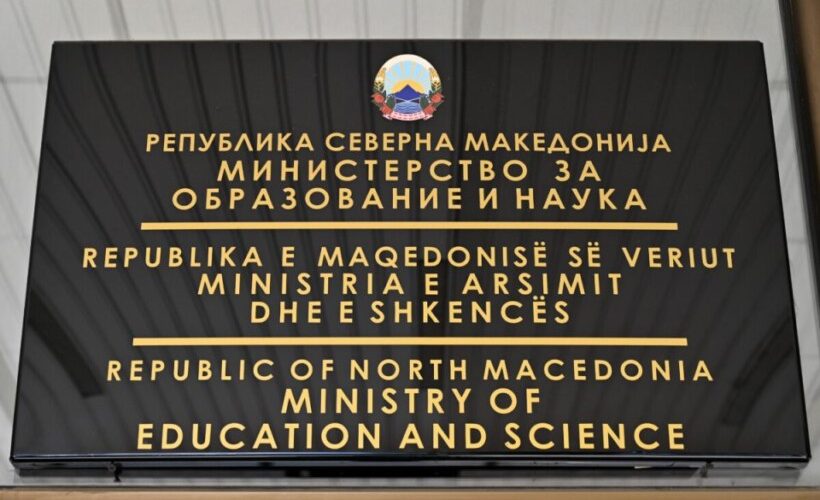 РЕПУБЛИКА СЕВЕРНА МАКЕДОНИЈА
МИНИСТЕРСТВО ЗА
ОБРАЗОВАНИЕ И НАУКА
REPUBLIKA E MAQEDONISË SË VERIUT
MINISTRIA E ARSIMIT
DHE E SHKENCËS
REPUBLIC OF NORTH MACEDONIA
MINISTRY OF
EDUCATION AND SCIENCE